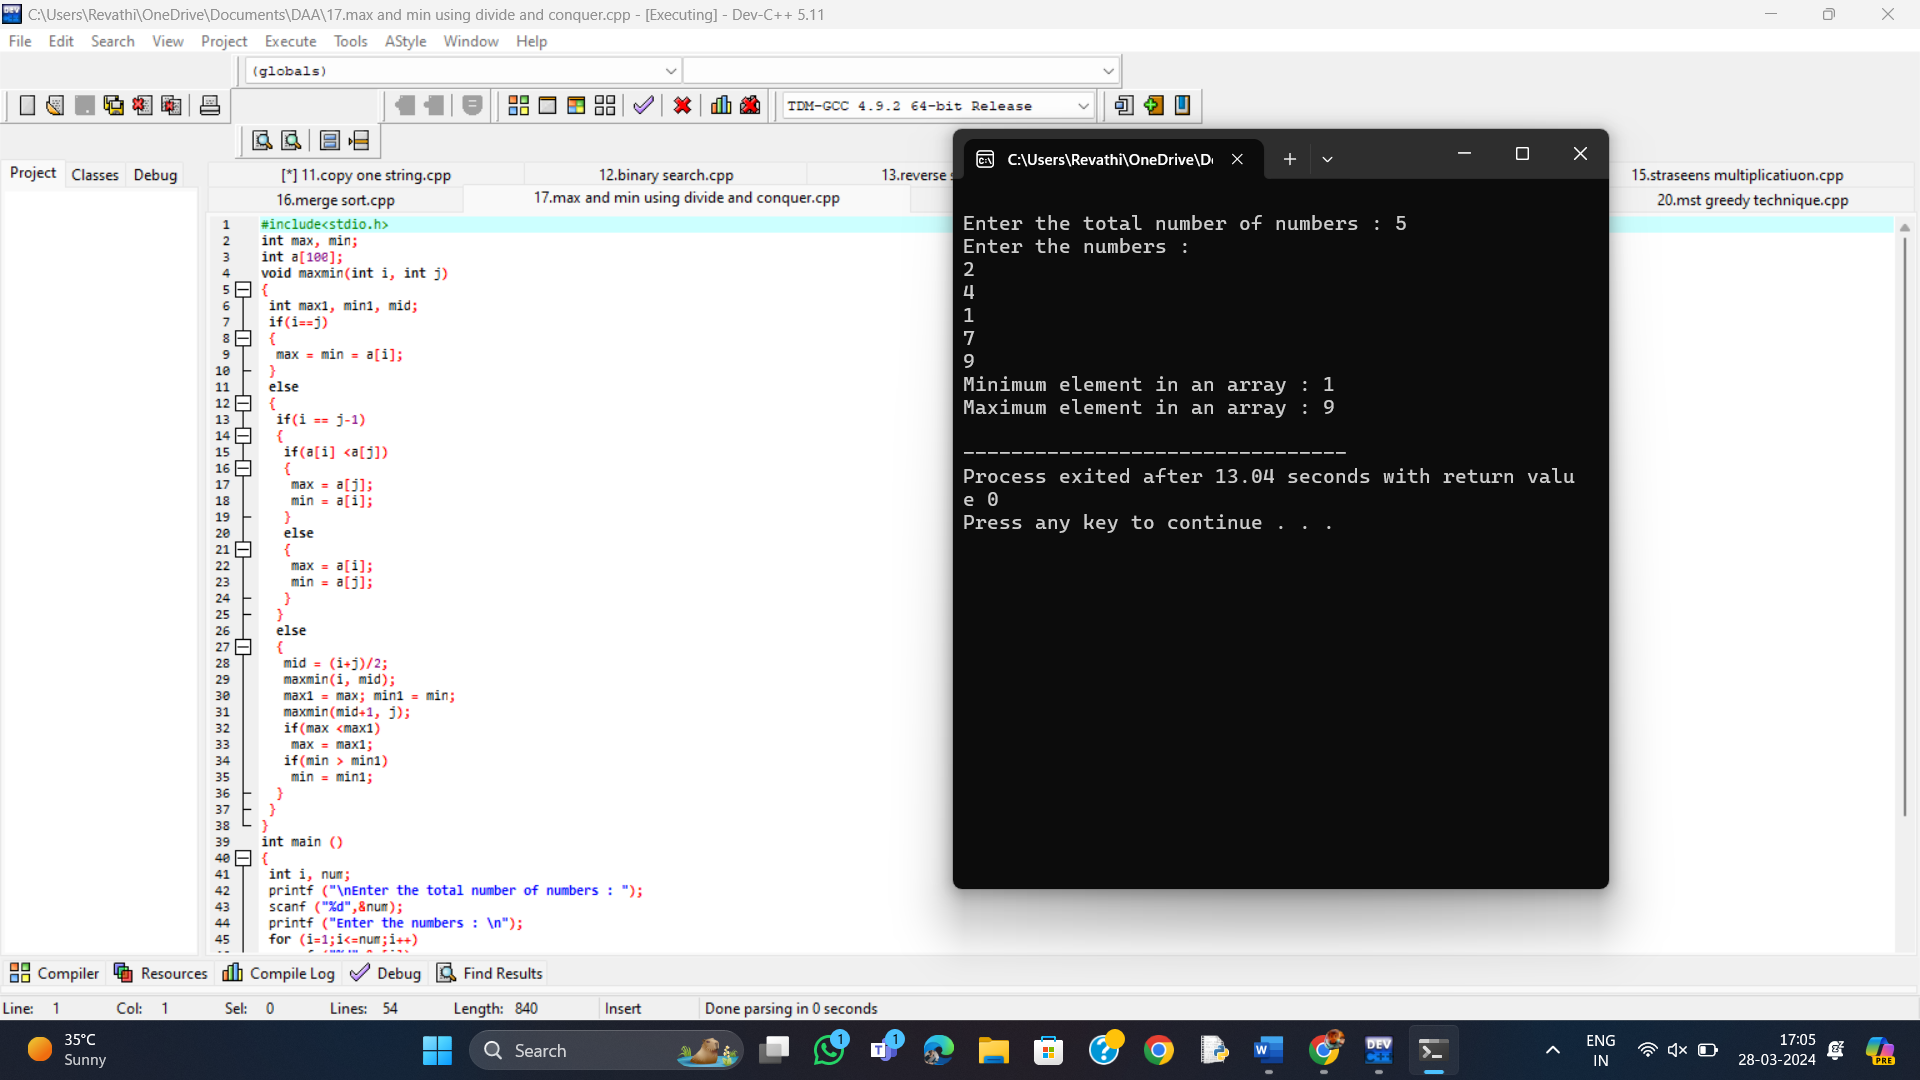 C:\Users\Revathi\OneDrive\Documents\DAA\17.max and min using divide and conquer.cpp - [Executing] - Dev-C++ 5.11
File Edit Search View Project Execute Tools AStyle Window Help
(globals)
TDM-GCC 4.9.2 64-bit Release
Project Classes Debug
[*] 11.copy one string.cpp 12.binary search.cpp 13.reverse 15.straseens multiplicatiuon.cpp
16.merge sort.cpp 17.max and min using divide and conquer.cpp 20.mst greedy technique.cpp
1 #include<stdio.h>
2 int max, min;
3 int a[100];
4 void maxmin(int i, int j)
5 {
6 int max1, min1, mid;
7 if(i==j)
8 {
9 max = min = a[i];
10 }
11 else
12 {
13 if(i == j-1)
14 {
15 if(a[i] <a[j])
16 {
17 max = a[j];
18 min = a[i];
19 }
20 else
21 {
22 max = a[i];
23 min = a[j];
24 }
25 }
26 else
27 {
28 mid = (i+j)/2;
29 maxmin(i, mid);
30 max1 = max; min1 = min;
31 maxmin(mid+1, j);
32 if(max <max1)
33 max = max1;
34 if(min > min1)
35 min = min1;
36 }
37 }
38 }
39 int main ()
40 {
41 int i, num;
42 printf ("\nEnter the total number of numbers : ");
43 scanf ("%d",&num);
44 printf ("Enter the numbers : \n");
45 for (i=1;i<=num;i++)
C:\Users\Revathi\OneDrive\D
Enter the total number of numbers : 5
Enter the numbers :
2
4
1
7
9
Minimum element in an array : 1
Maximum element in an array : 9
--------------------------------
Process exited after 13.04 seconds with return valu
e 0
Press any key to continue . . .
Compiler Resources Compile Log Debug Find Results
Line: 1 Col: 1 Sel: 0 Lines: 54 Length: 840 Insert Done parsing in 0 seconds
35°C
Sunny
Search
1
1
DEV
ENG
IN
17:05
28-03-2024
PRE